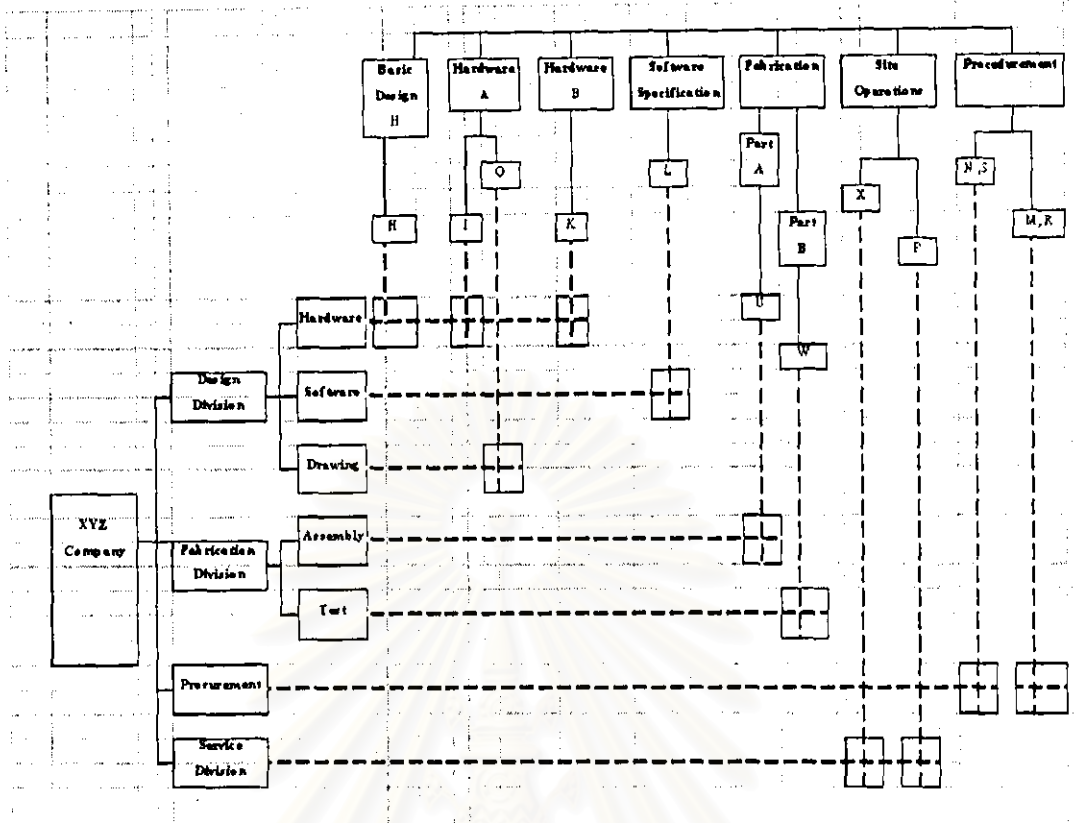 Basic
Design
H
Hardware
A
Hardware
B
Software
Specification
Fabrication
Site
Operations
Procedurement
Part
A
Q
L
N,S
X
H
I
K
Part
B
M,R
P
U
Hardware
W
Design
Division
Software
Drawing
XYZ
Company
Assembly
Fabrication
Division
Test
Procurement
Service
Division